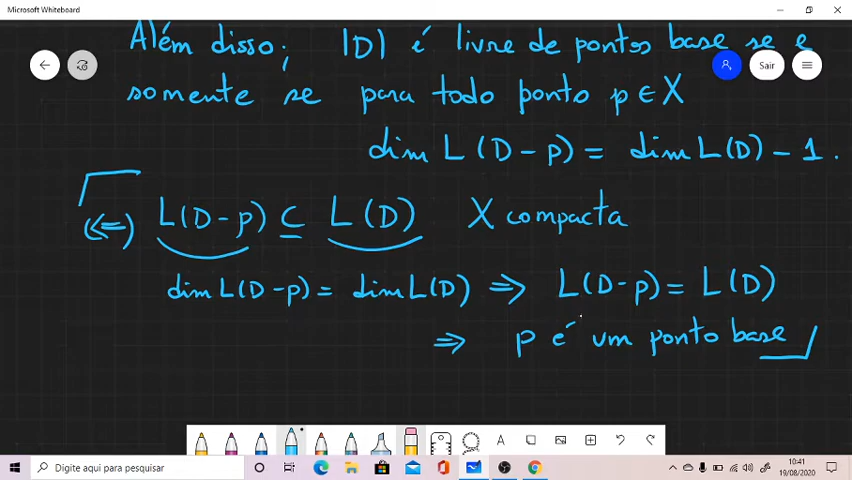 Microsoft Whiteboard
Além disso; |D| é livre de pontos base se e
Sair
somente se para todo ponto p ∈ X
dim L(D-p) = dim L(D) - 1.
(<=) L(D-p) ⊆ L(D) X compacta
dim L(D-p) = dim L(D) => L(D-p) = L(D)
=> p é um ponto base
Digite aqui para pesquisar
10:41
19/08/2020